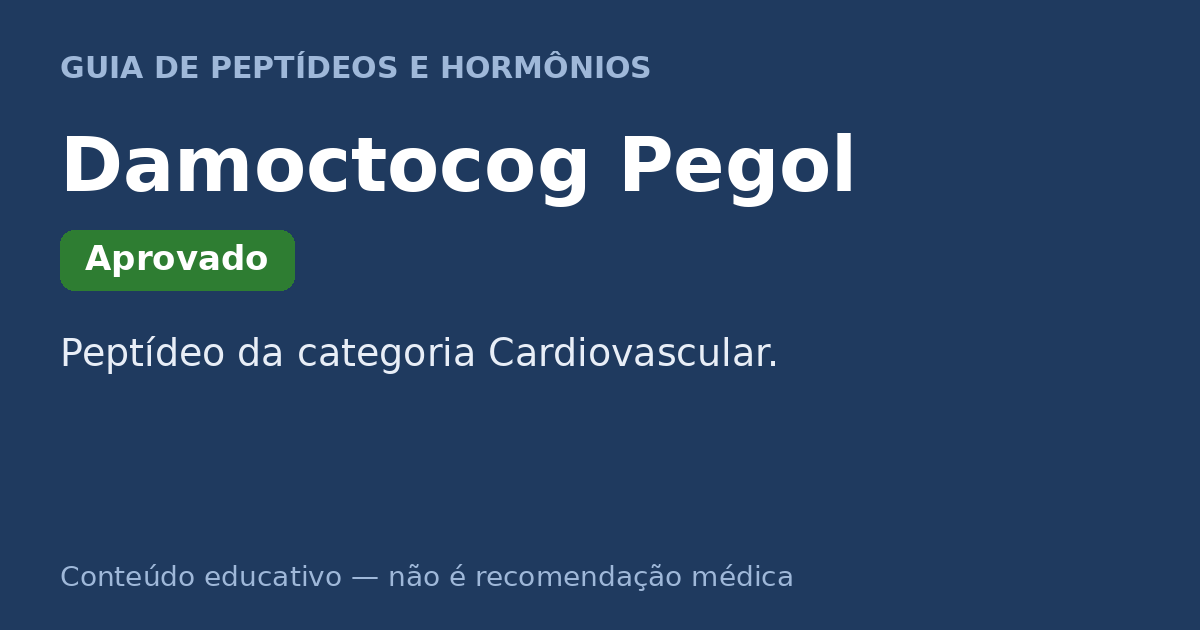 GUIA DE PEPTÍDEOS E HORMÔNIOS
Damoctocog Pegol
Aprovado
Peptídeo da categoria Cardiovascular.
Conteúdo educativo — não é recomendação médica